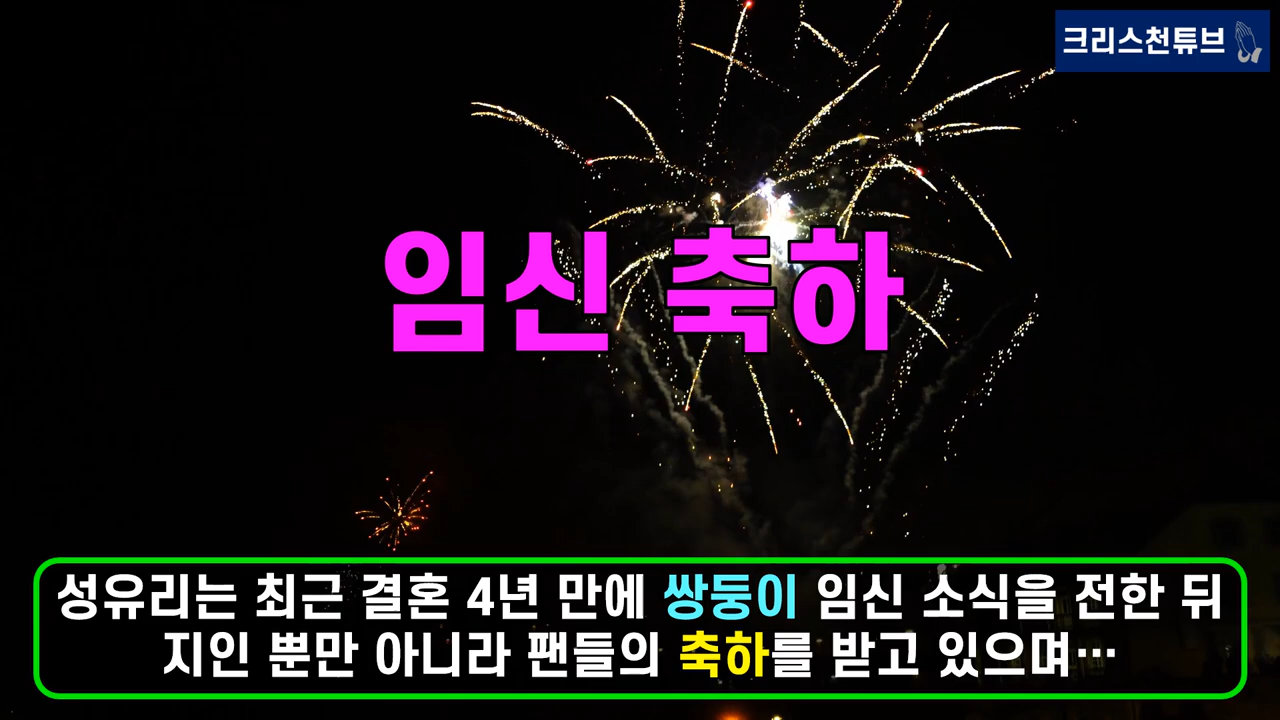 크리스천튜브
임신 축하
성유리는 최근 결혼 4년 만에 쌍둥이 임신 소식을 전한 뒤
지인 뿐만 아니라 팬들의 축하를 받고 있으며…